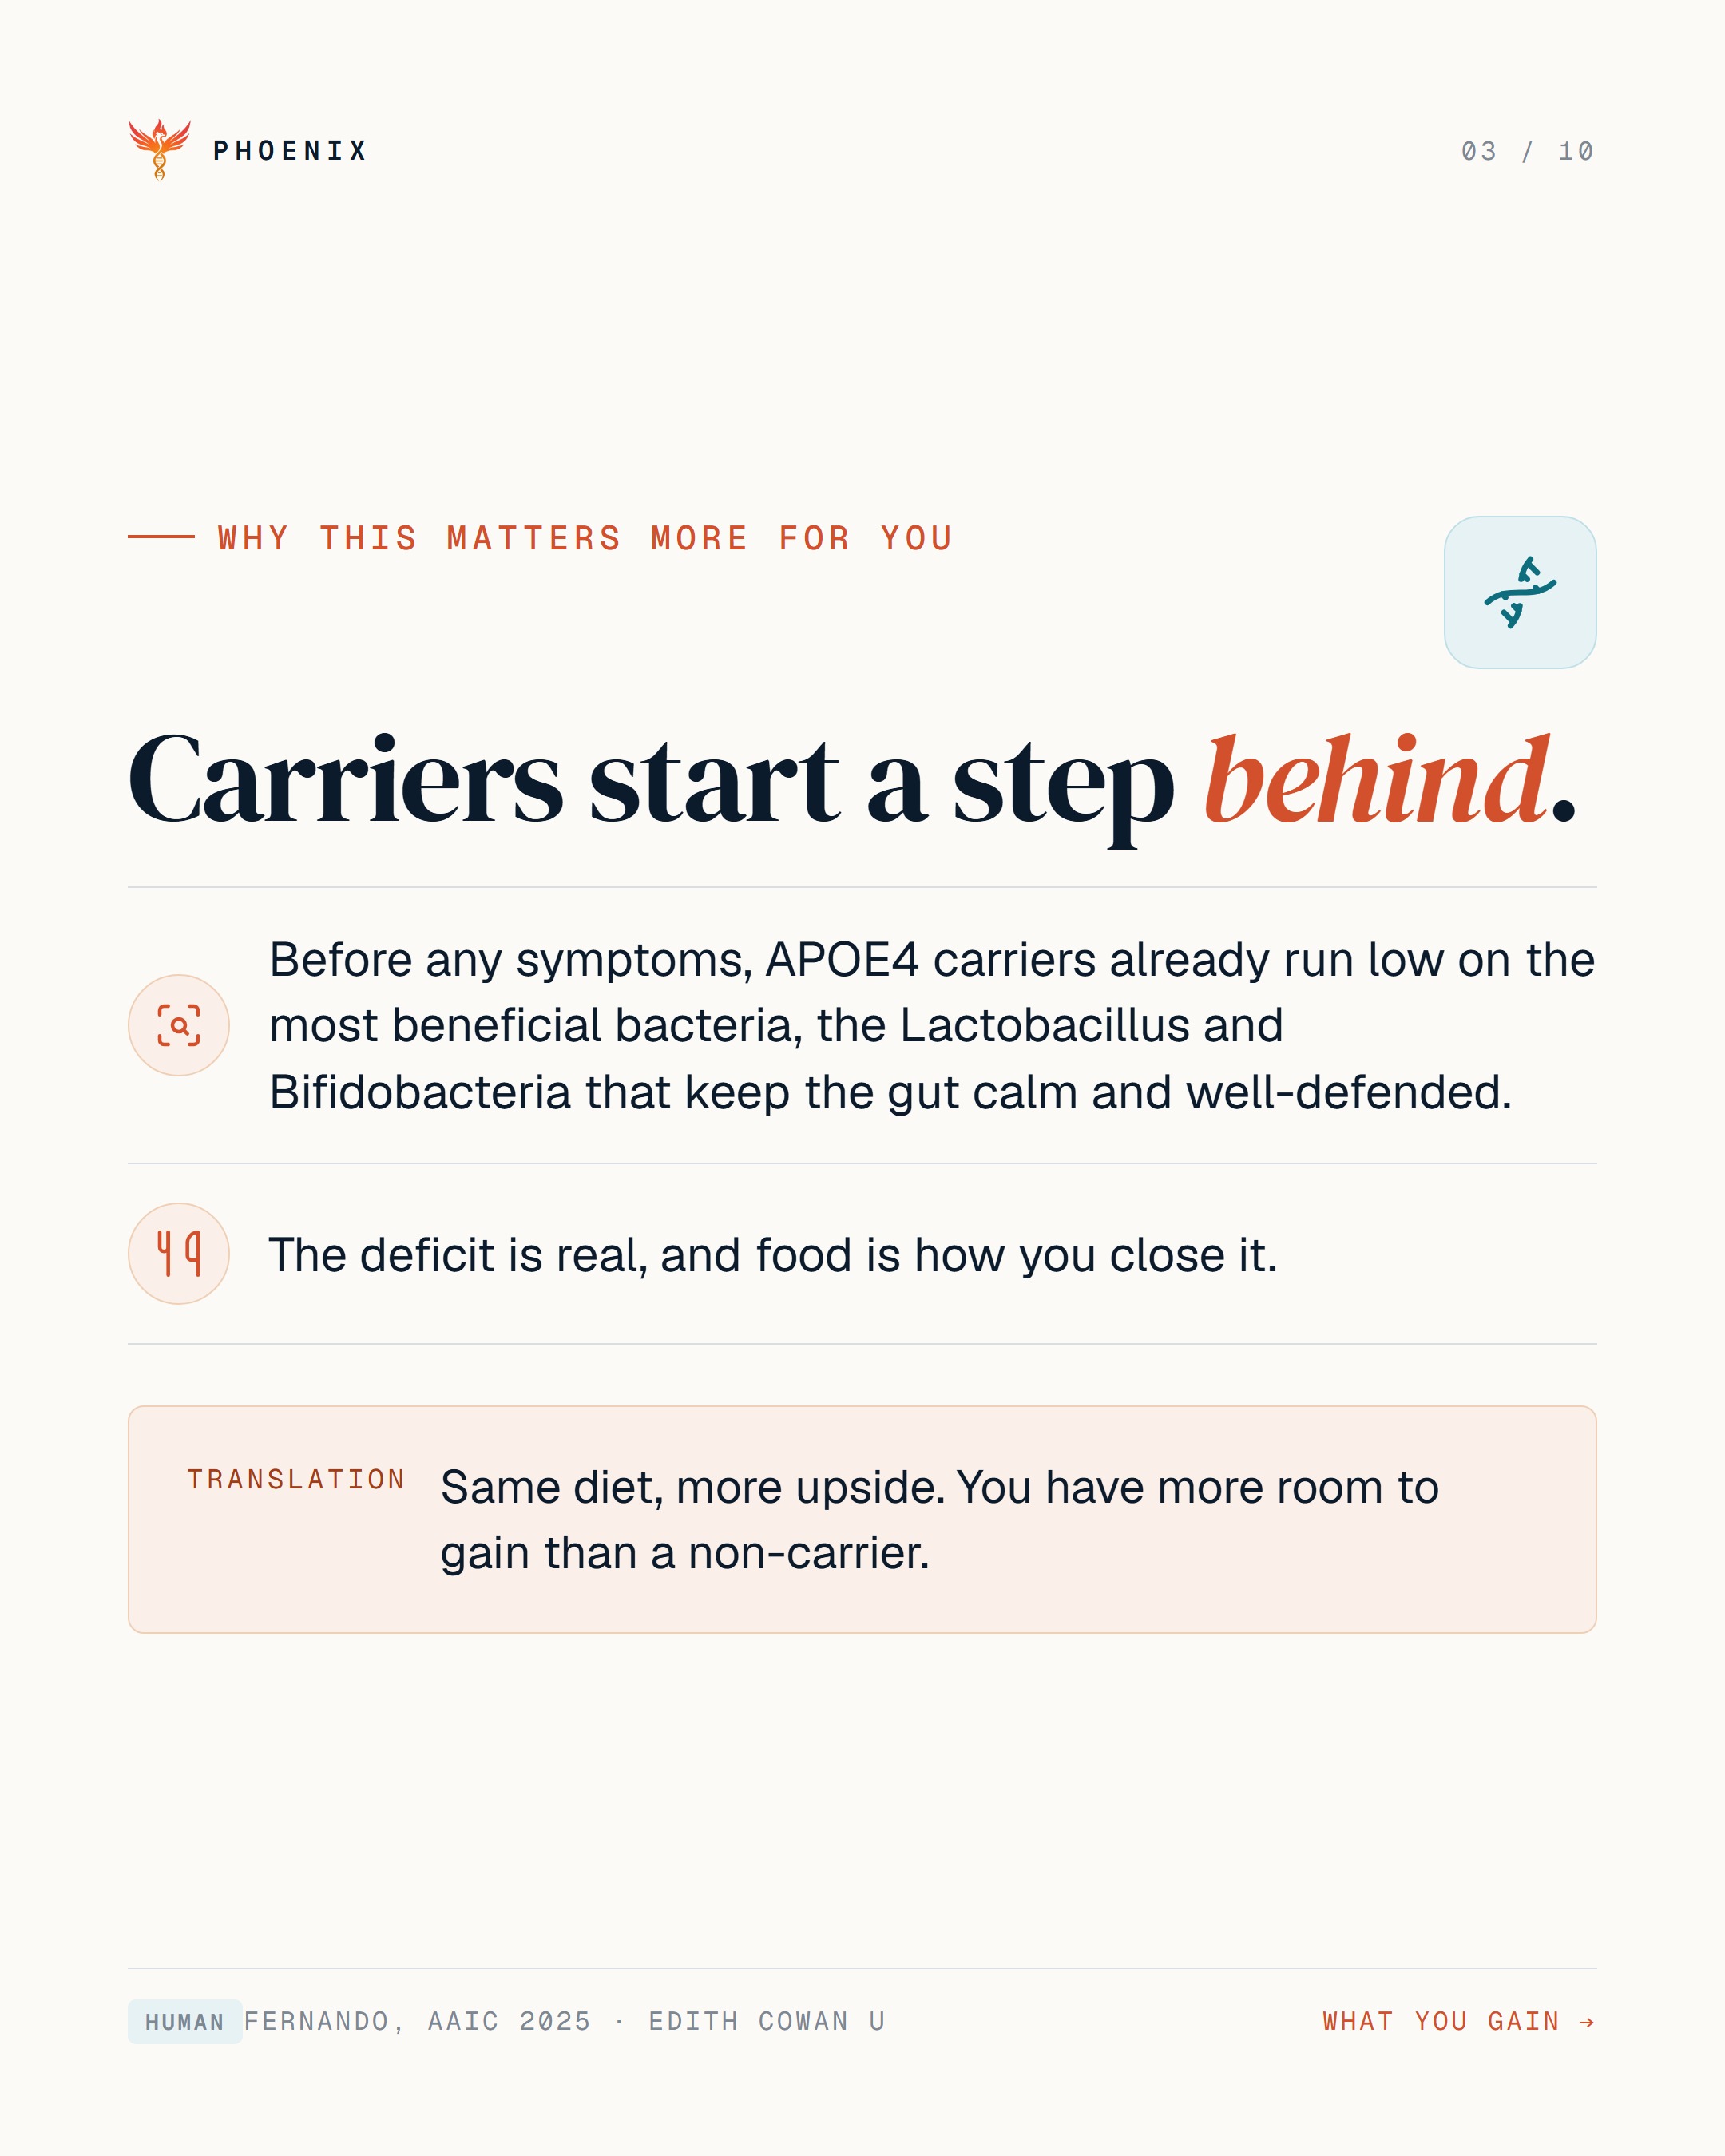 PHOENIX
03 / 10
WHY THIS MATTERS MORE FOR YOU
Carriers start a step behind.
Before any symptoms, APOE4 carriers already run low on the
most beneficial bacteria, the Lactobacillus and
Bifidobacteria that keep the gut calm and well-defended.
The deficit is real, and food is how you close it.
TRANSLATION
Same diet, more upside. You have more room to
gain than a non-carrier.
HUMAN FERNANDO, AAIC 2025 · EDITH COWAN U
WHAT YOU GAIN →